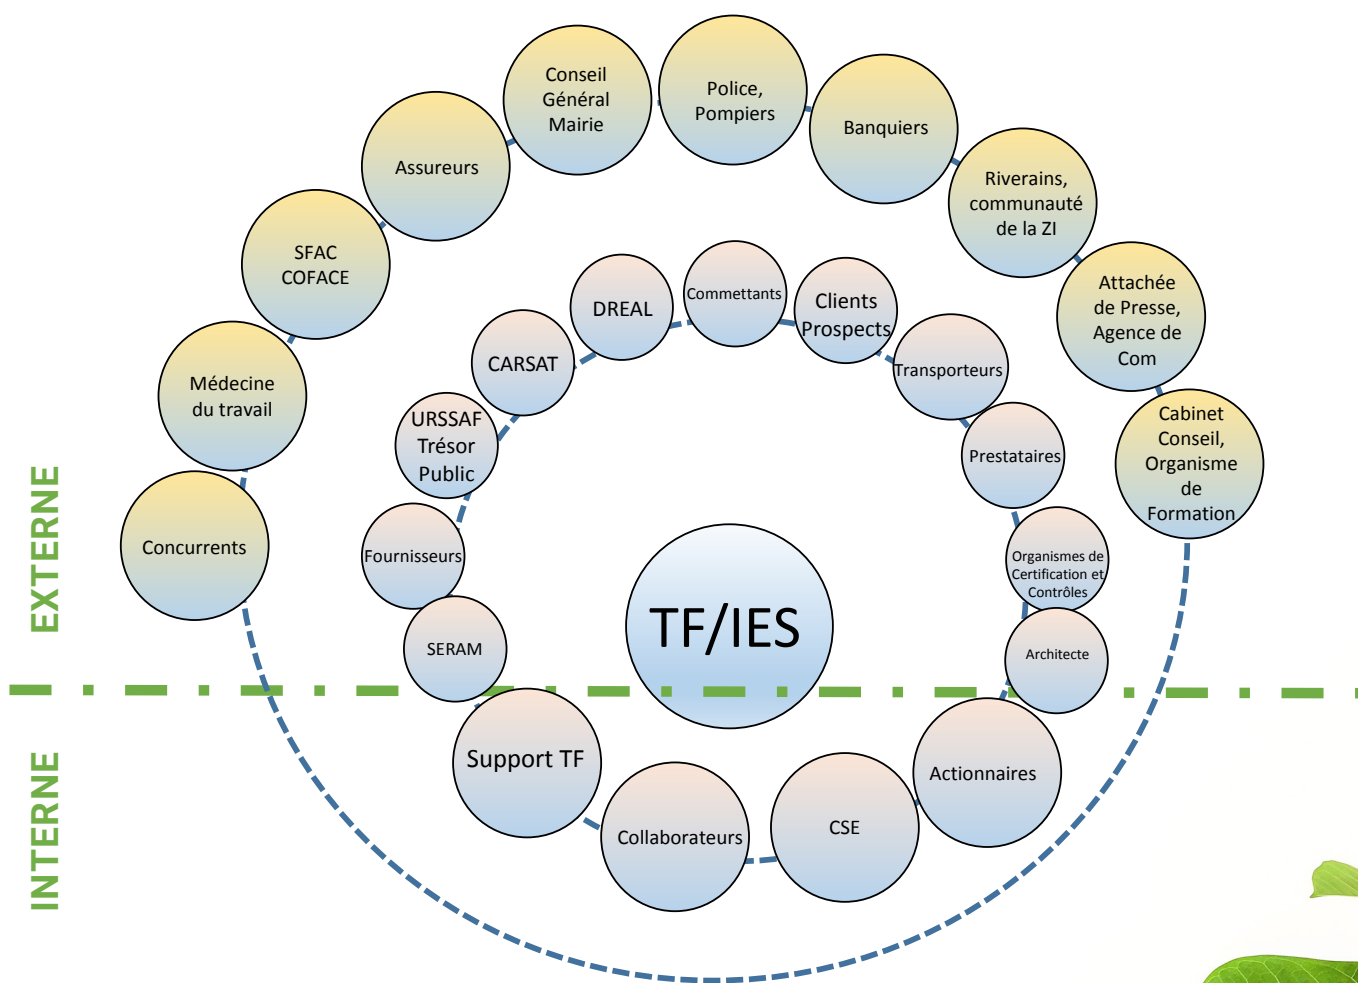 Conseil
Général
Mairie
Police,
Pompiers
Banquiers
Assureurs
Riverains,
communauté
de la ZI
SFAC
COFACE
Attachée
de Presse,
Agence de
Com
Médecine
du travail
Cabinet
Conseil,
Organisme
de
Formation
Concurrents
DREAL
Commettants
Clients
Prospects
CARSAT
Transporteurs
URSSAF
Trésor
Public
Prestataires
Fournisseurs
Organismes de
Certification et
Contrôles
SERAM
Architecte
TF/IES
EXTERNE
INTERNE
Support TF
Collaborateurs
CSE
Actionnaires